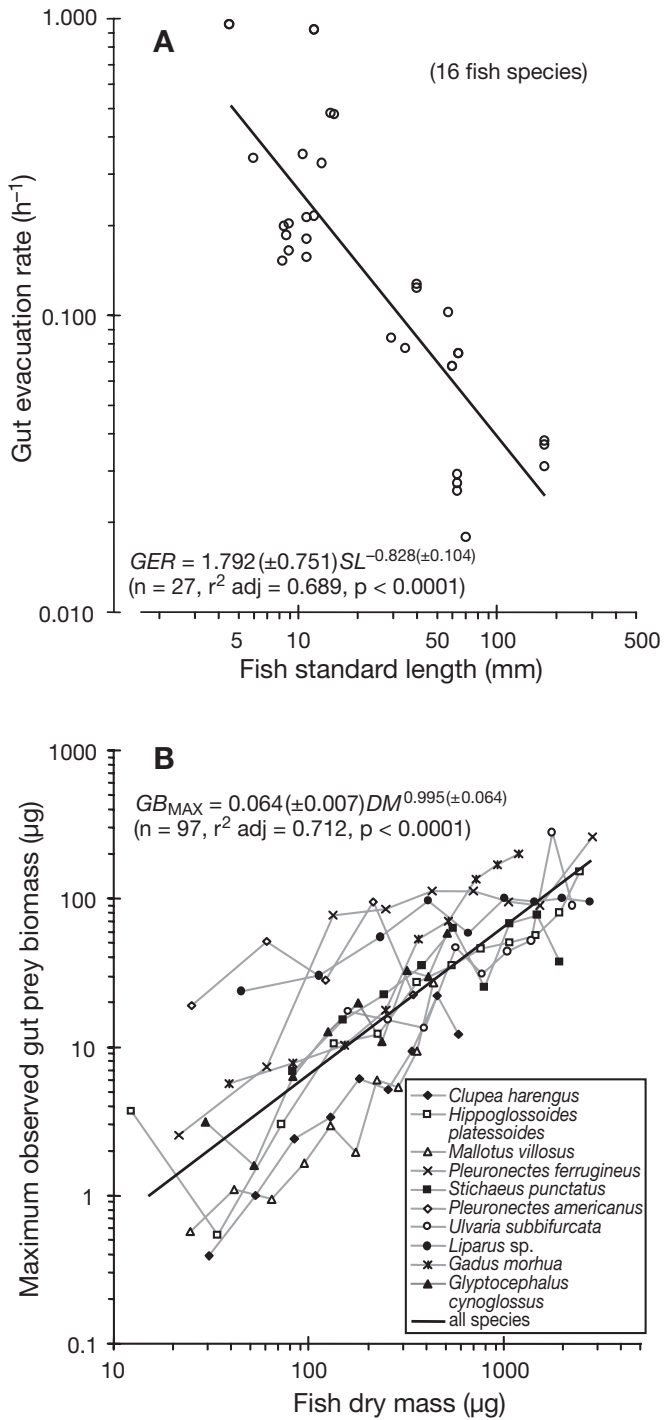 A
(16 fish species)
Gut evacuation rate (h⁻¹)
1.000
0.100
0.010
GER = 1.792(±0.751)SL⁻⁰·⁸²⁸⁽±⁰·¹⁰⁴⁾
(n = 27, r² adj = 0.689, p < 0.0001)
5 10 50 100 500
Fish standard length (mm)
B
GB_MAX = 0.064(±0.007)DM⁰·⁹⁹⁵⁽±⁰·⁰⁶⁴⁾
(n = 97, r² adj = 0.712, p < 0.0001)
Maximum observed gut prey biomass (µg)
1000
100
10
1
0.1
Clupea harengus
Hippoglossoides
platessoides
Mallotus villosus
Pleuronectes ferrugineus
Stichaeus punctatus
Pleuronectes americanus
Ulvaria subbifurcata
Liparus sp.
Gadus morhua
Glyptocephalus
cynoglossus
all species
10 100 1000
Fish dry mass (µg)